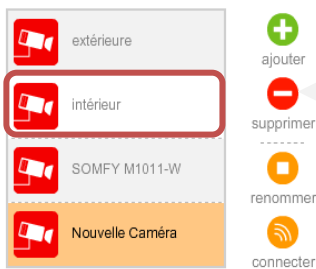 extérieure
ajouter
intérieur
supprimer
SOMFY M1011-W
renommer
Nouvelle Caméra
connecter